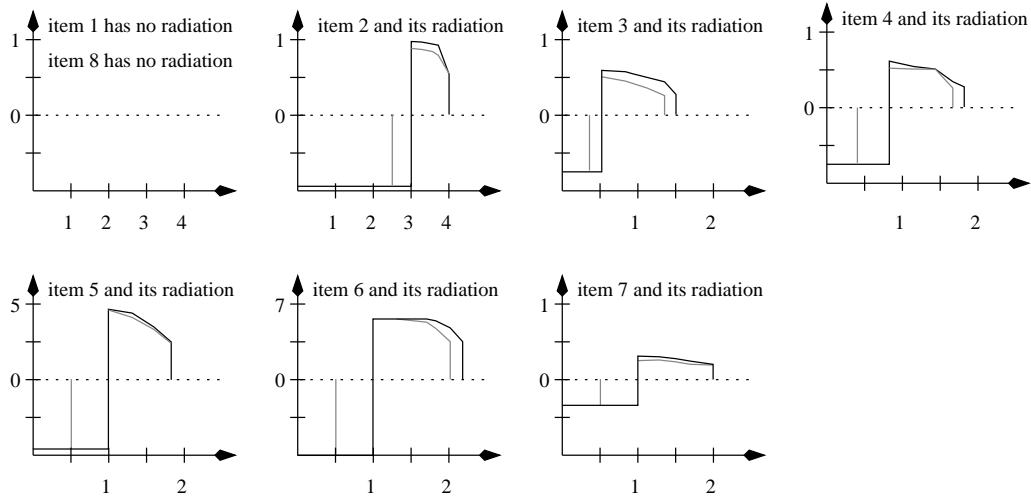 item 1 has no radiation
item 8 has no radiation
1
0
1 2 3 4
item 2 and its radiation
1
0
1 2 3 4
item 3 and its radiation
1
0
1 2
item 4 and its radiation
1
0
1 2
item 5 and its radiation
5
0
1 2
item 6 and its radiation
7
0
1 2
item 7 and its radiation
1
0
1 2